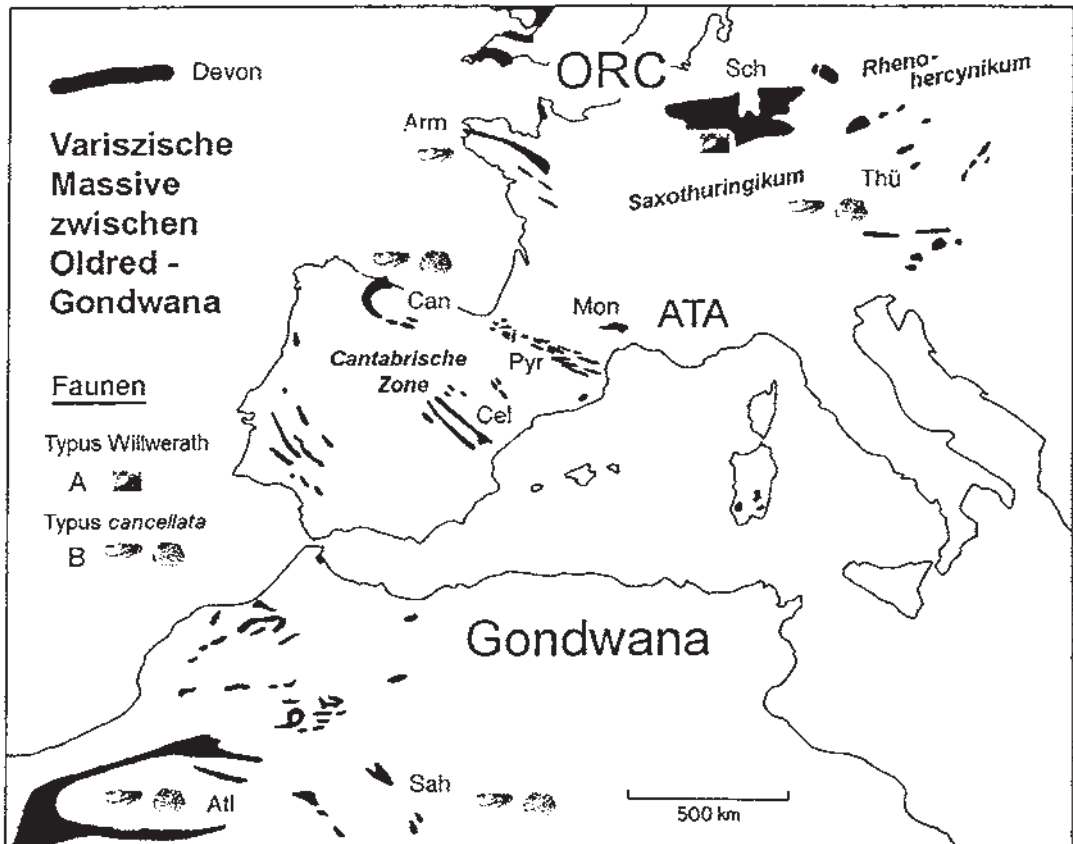 Devon
Variszische
Massive
zwischen
Oldred -
Gondwana
Faunen
Typus Willwerath
A
Typus cancellata
B
ORC
Sch
Rheno-
hercynikum
Arm
Saxothuringikum
Thü
Can
Mon
ATA
Pyr
Cantabrische
Zone
Cel
Gondwana
Atl
Sah
500 km